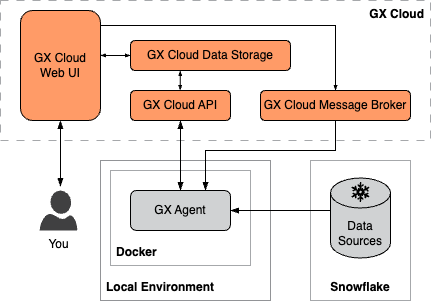 GX Cloud
GX Cloud
Web UI
GX Cloud Data Storage
GX Cloud API
GX Cloud Message Broker
GX Agent
You
Docker
Data
Sources
Local Environment
Snowflake